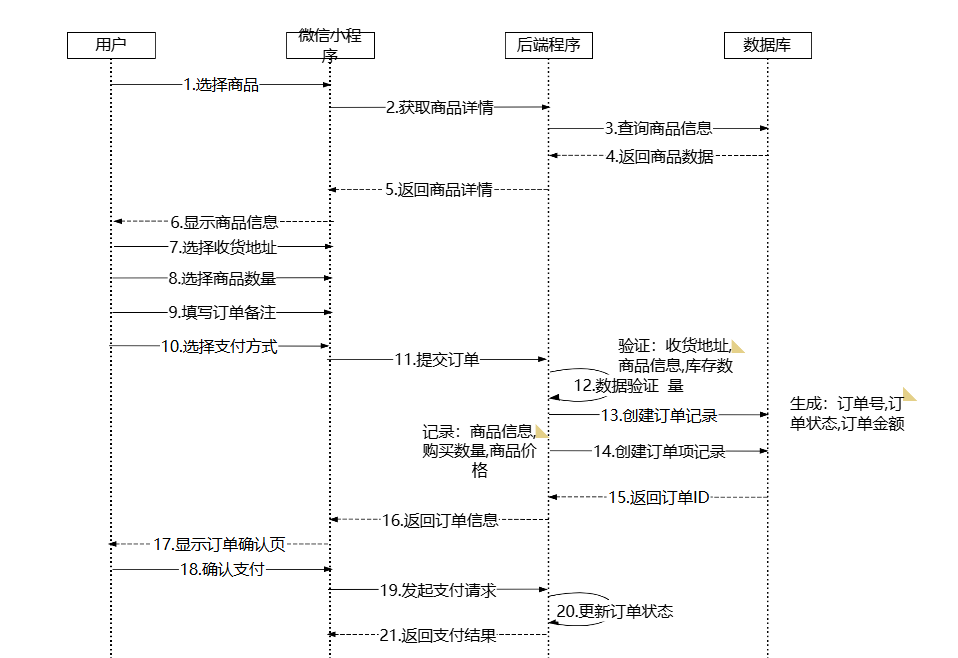 用户
微信小程
序
后端程序
数据库
1.选择商品
2.获取商品详情
3.查询商品信息
4.返回商品数据
5.返回商品详情
6.显示商品信息
7.选择收货地址
8.选择商品数量
9.填写订单备注
10.选择支付方式
11.提交订单
验证：收货地址,
商品信息,库存数
量
12.数据验证
13.创建订单记录
生成：订单号,订
单状态,订单金额
记录：商品信息,
购买数量,商品价
格
14.创建订单项记录
15.返回订单ID
16.返回订单信息
17.显示订单确认页
18.确认支付
19.发起支付请求
20.更新订单状态
21.返回支付结果